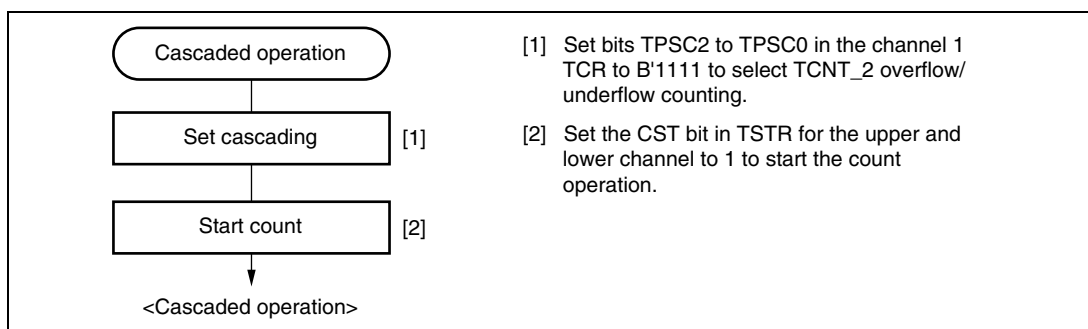 Cascaded operation
Set cascading [1]
Start count [2]
<Cascaded operation>
[1] Set bits TPSC2 to TPSC0 in the channel 1
TCR to B'1111 to select TCNT_2 overflow/
underflow counting.
[2] Set the CST bit in TSTR for the upper and
lower channel to 1 to start the count
operation.